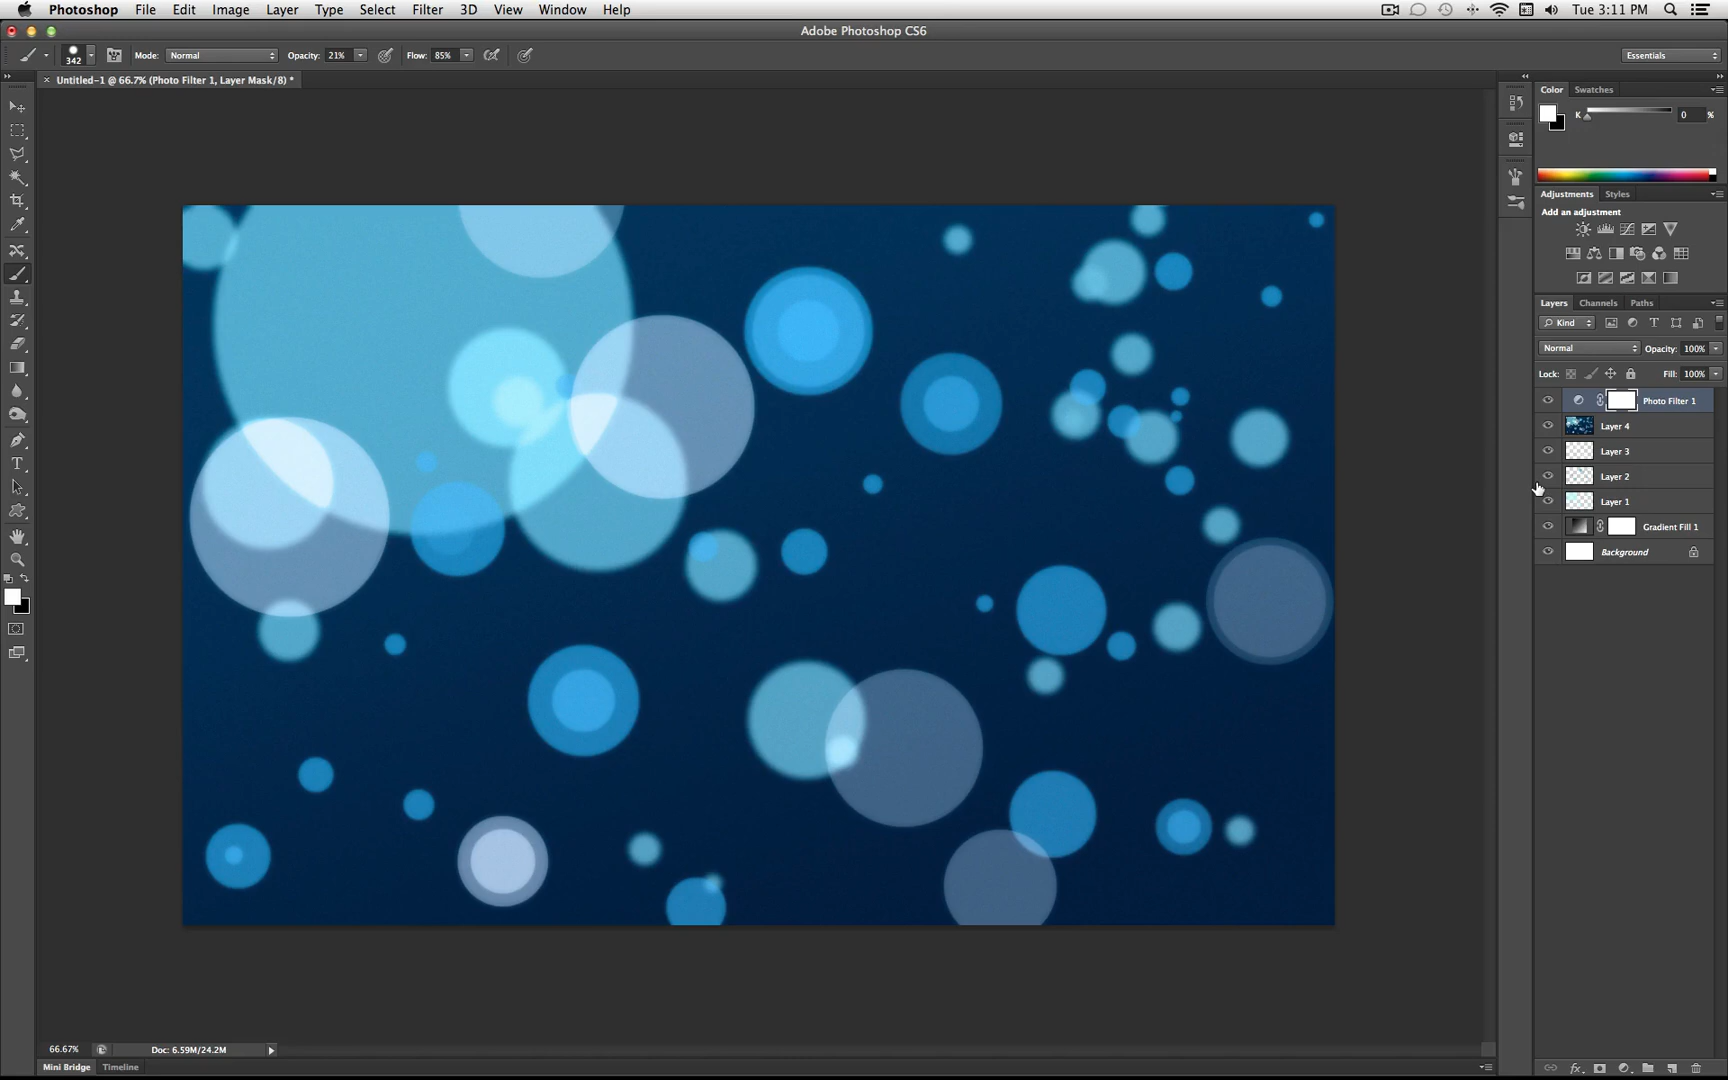 Photoshop File Edit Image Layer Type Select Filter 3D View Window Help Tue 3:11 PM
Adobe Photoshop CS6
342 Mode: Normal Opacity: 21% Flow: 85% Essentials
Untitled-1 @ 66.7% (Photo Filter 1, Layer Mask/8) *
Color Swatches
K 0 %
Adjustments Styles
Add an adjustment
Layers Channels Paths
Kind
Normal Opacity: 100%
Lock: Fill: 100%
Photo Filter 1
Layer 4
Layer 3
Layer 2
Layer 1
Gradient Fill 1
Background
66.67% Doc: 6.59M/24.2M
Mini Bridge Timeline